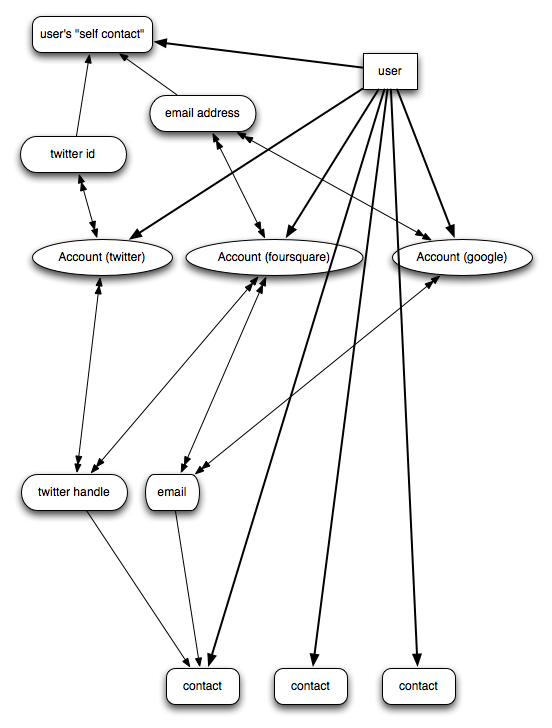 user's "self contact"
user
email address
twitter id
Account (twitter)
Account (foursquare)
Account (google)
twitter handle
email
contact
contact
contact